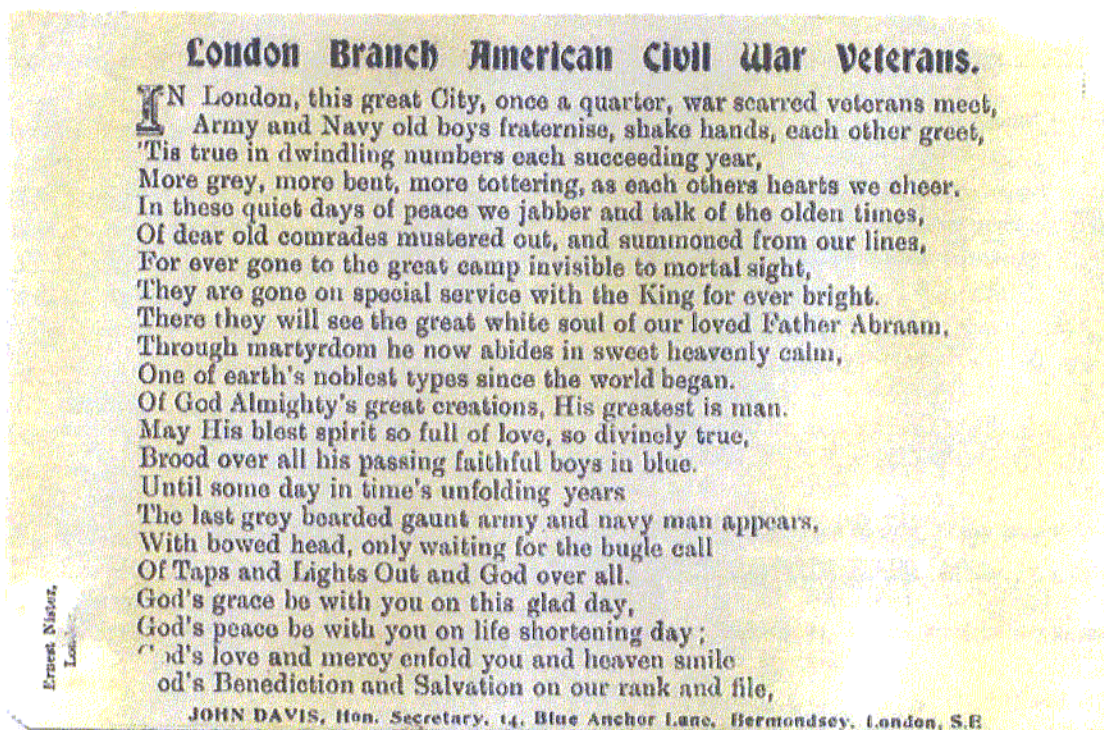 London Branch American Civil War Veterans.
IN London, this great City, once a quarter, war scarred veterans meet,
Army and Navy old boys fraternise, shake hands, each other greet,
'Tis true in dwindling numbers each succeeding year,
More grey, more bent, more tottering, as each others hearts we cheer.
In these quiet days of peace we jabber and talk of the olden times,
Of dear old comrades mustered out, and summoned from our lines,
For ever gone to the great camp invisible to mortal sight,
They are gone on special service with the King for ever bright.
There they will see the great white soul of our loved Father Abraam,
Through martyrdom he now abides in sweet heavenly calm,
One of earth's noblest types since the world began.
Of God Almighty's great creations, His greatest is man.
May His blest spirit so full of love, so divinely true,
Brood over all his passing faithful boys in blue.
Until some day in time's unfolding years
The last grey bearded gaunt army and navy man appears,
With bowed head, only waiting for the bugle call
Of Taps and Lights Out and God over all.
God's grace be with you on this glad day,
God's peace be with you on life shortening day;
od's love and mercy enfold you and heaven smile
od's Benediction and Salvation on our rank and file,
JOHN DAVIS, Hon. Secretary, 14, Blue Anchor Lane, Bermondsey, London, S.E
Ernest Nister,
London.